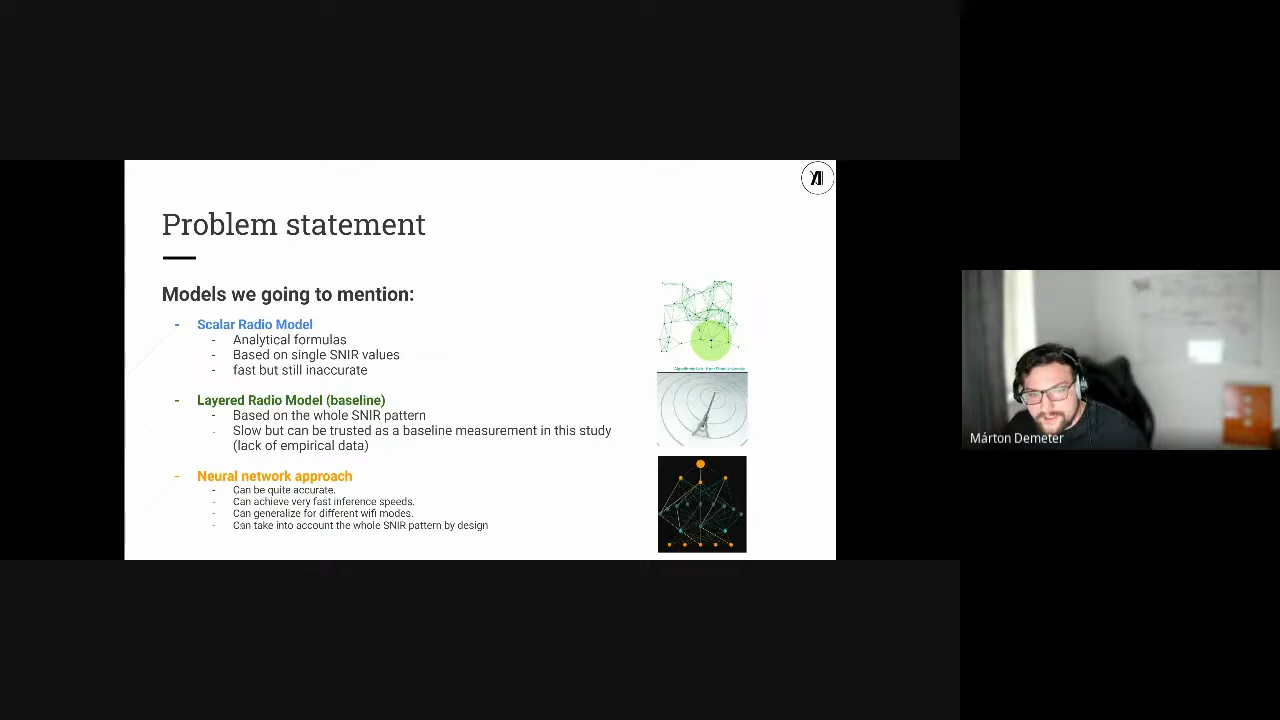 Problem statement
Models we going to mention:
- Scalar Radio Model
- Analytical formulas
- Based on single SNIR values
- fast but still inaccurate
- Layered Radio Model (baseline)
- Based on the whole SNIR pattern
- Slow but can be trusted as a baseline measurement in this study
(lack of empirical data)
- Neural network approach
- Can be quite accurate.
- Can achieve very fast inference speeds.
- Can generalize for different wifi modes.
- Can take into account the whole SNIR pattern by design
Márton Demeter